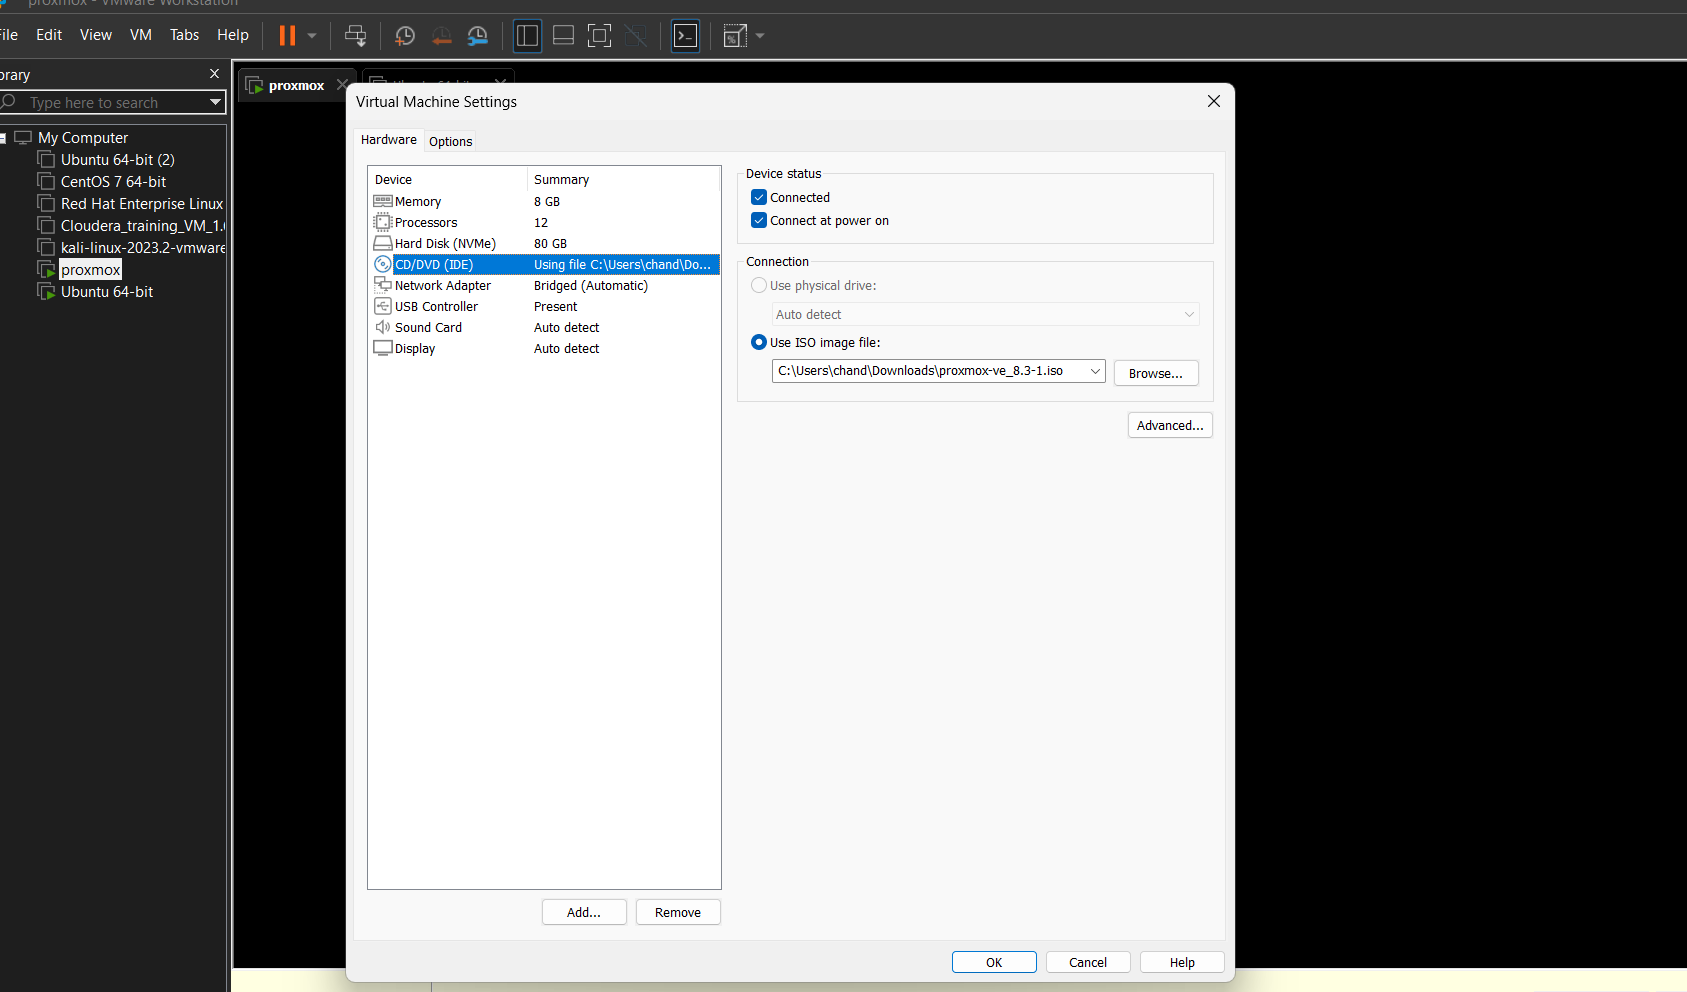 proxmox - VMware Workstation
File Edit View VM Tabs Help
brary
Type here to search
My Computer
Ubuntu 64-bit (2)
CentOS 7 64-bit
Red Hat Enterprise Linux
Cloudera_training_VM_1.
kali-linux-2023.2-vmware
proxmox
Ubuntu 64-bit
proxmox
Virtual Machine Settings
Hardware Options
Device Summary
Memory 8 GB
Processors 12
Hard Disk (NVMe) 80 GB
CD/DVD (IDE) Using file C:\Users\chand\Do...
Network Adapter Bridged (Automatic)
USB Controller Present
Sound Card Auto detect
Display Auto detect
Add... Remove
Device status
Connected
Connect at power on
Connection
Use physical drive:
Auto detect
Use ISO image file:
C:\Users\chand\Downloads\proxmox-ve_8.3-1.iso Browse...
Advanced...
OK Cancel Help